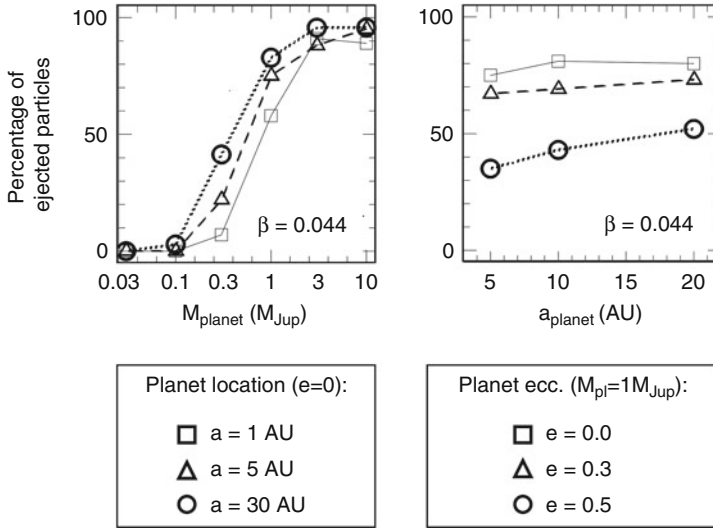 Percentage of
ejected particles
100
50
0
β = 0.044
0.03 0.1 0.3 1 3 10
M_planet (M_Jup)
100
50
0
β = 0.044
5 10 15 20
a_planet (AU)
Planet location (e=0):
a = 1 AU
a = 5 AU
a = 30 AU
Planet ecc. (M_pl=1M_Jup):
e = 0.0
e = 0.3
e = 0.5